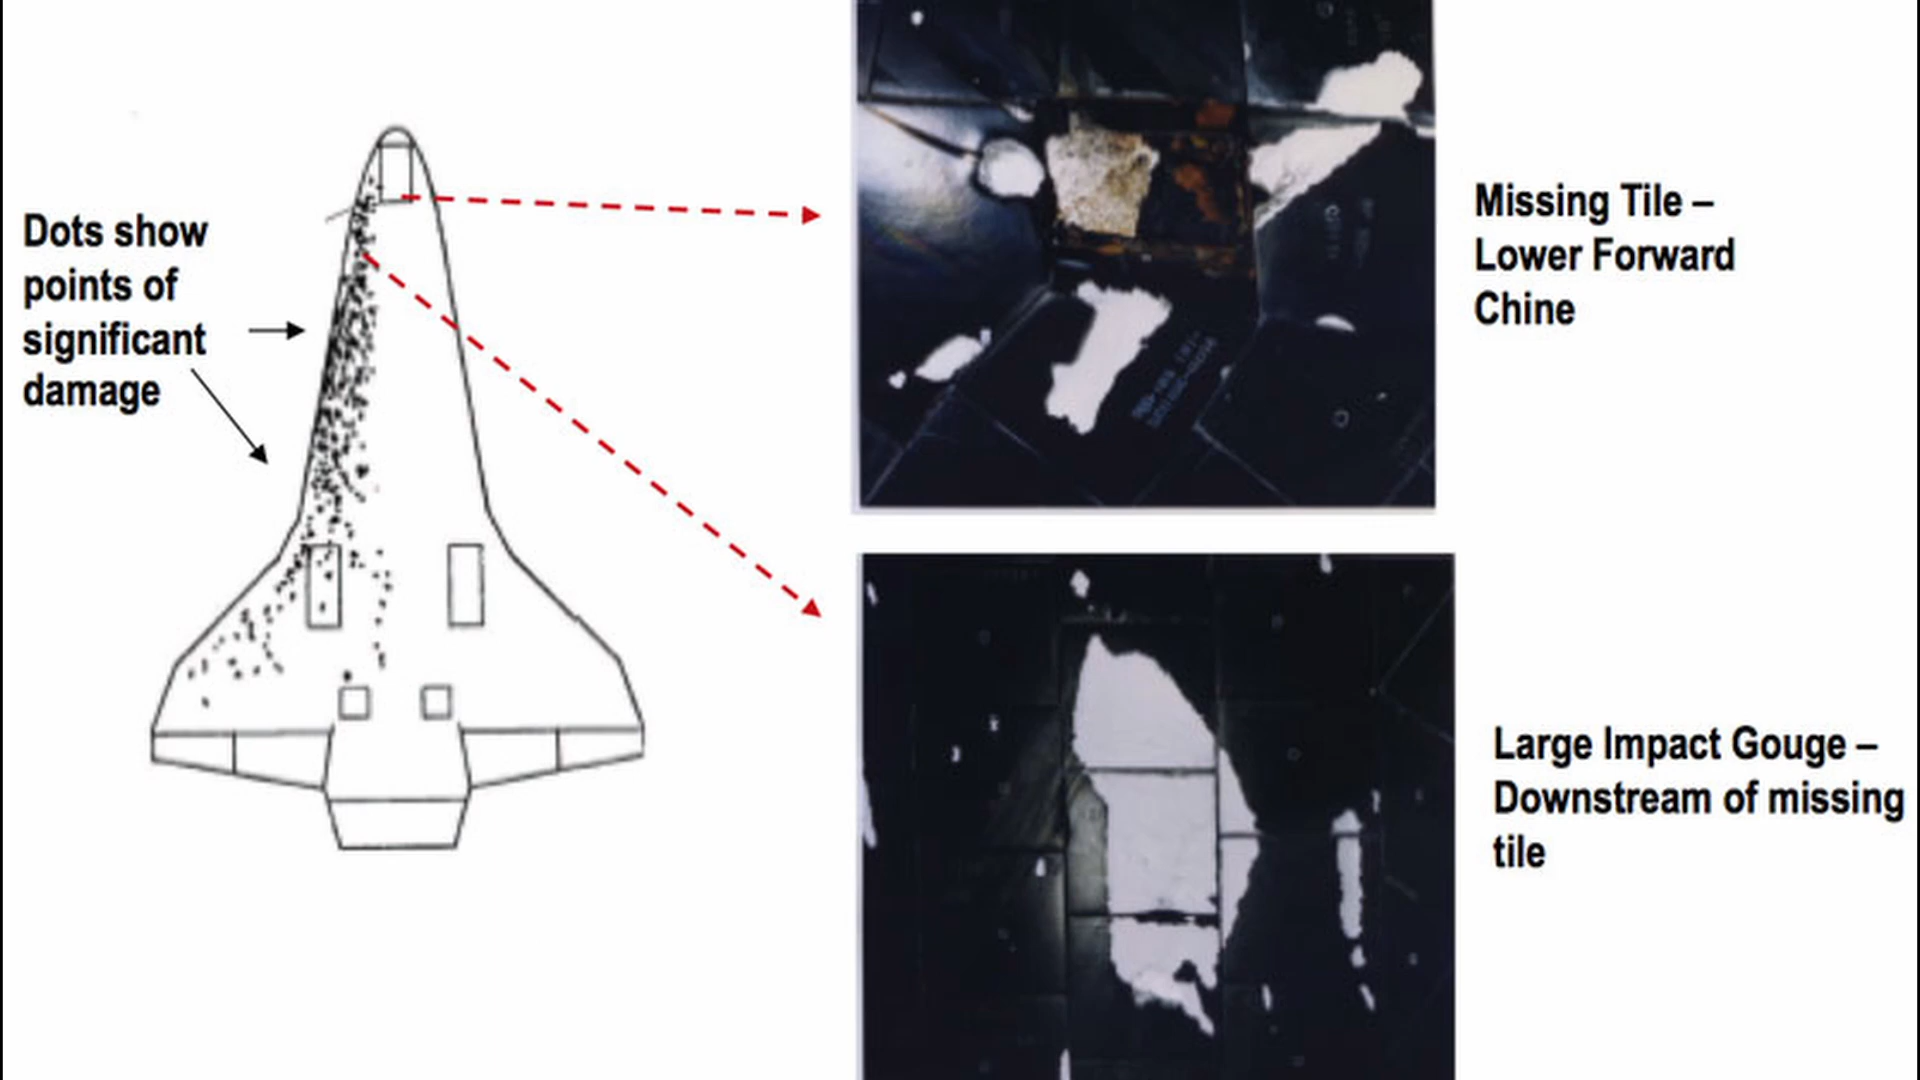 Dots show
points of
significant
damage
Missing Tile –
Lower Forward
Chine
Large Impact Gouge –
Downstream of missing
tile